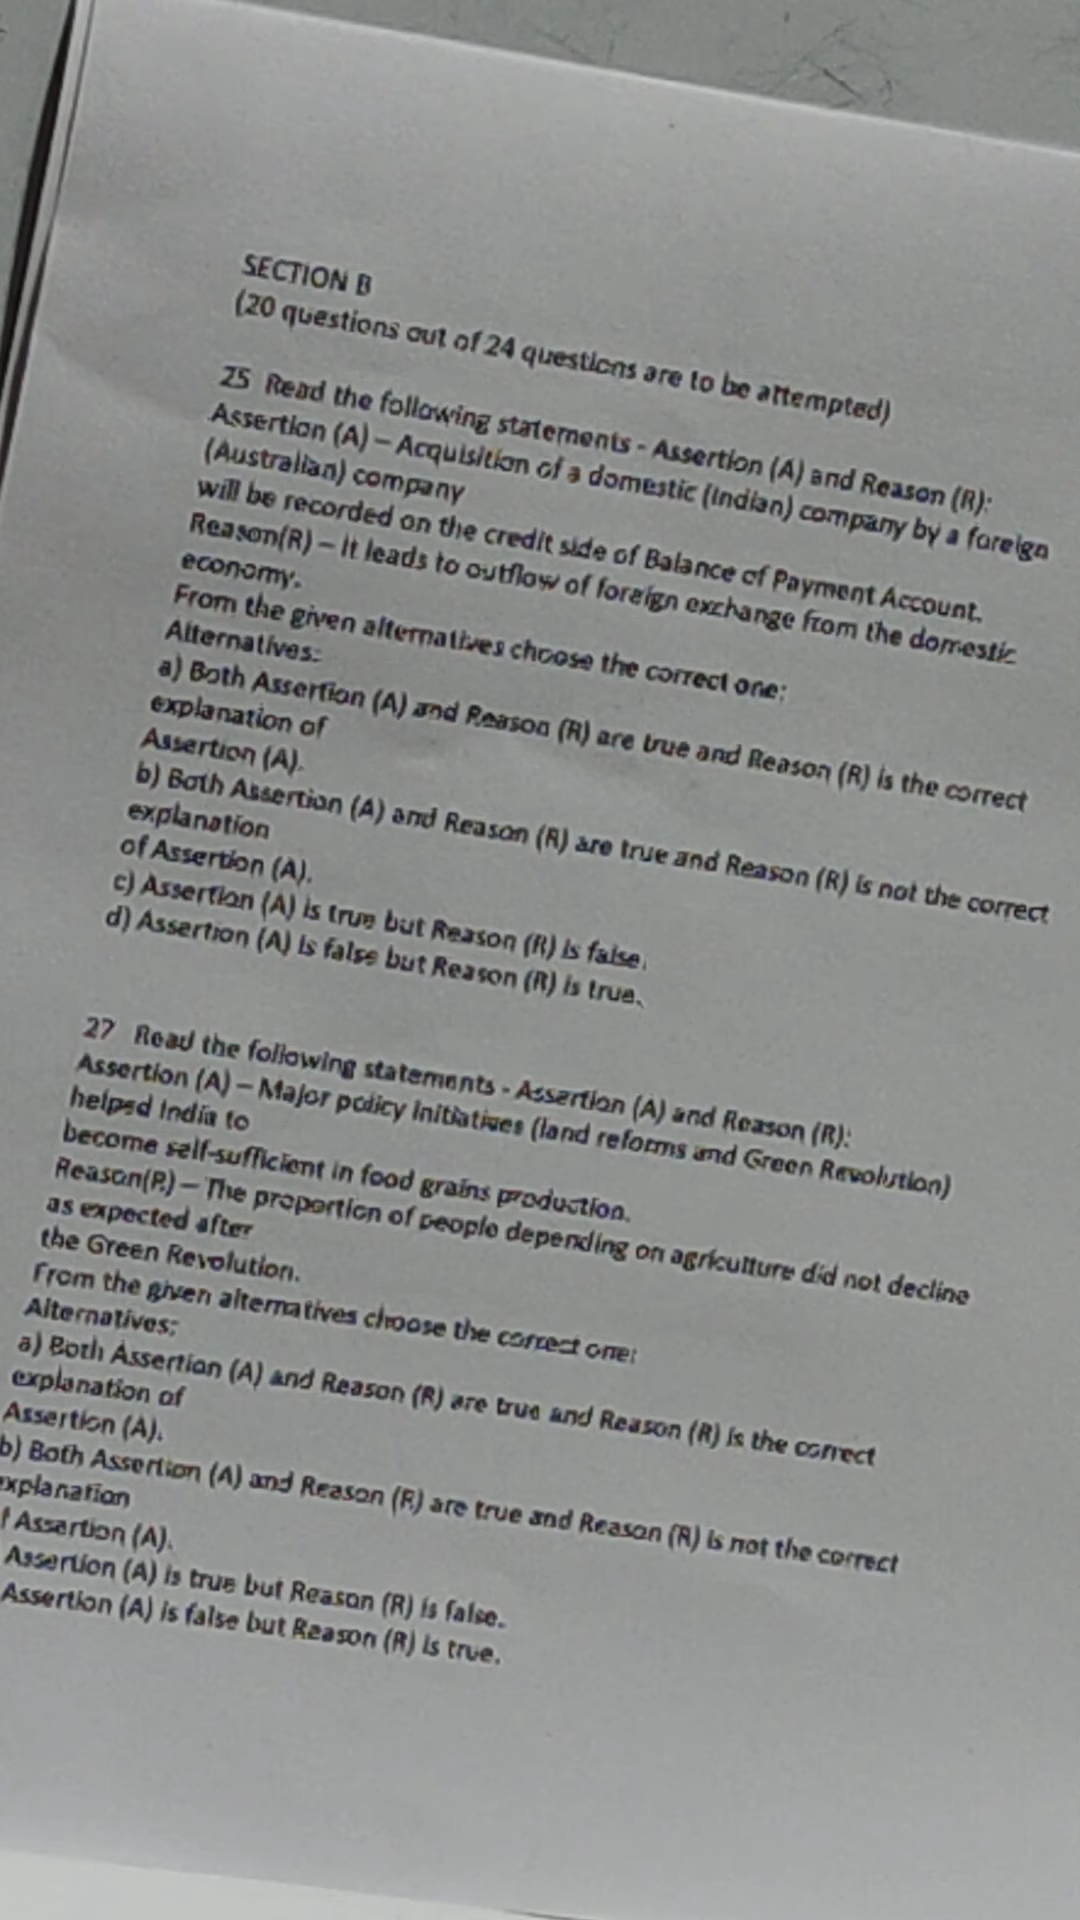 SECTION B
(20 questions out of 24 questions are to be attempted)
25 Read the following statements - Assertion (A) and Reason (R):
Assertion (A) – Acquisition of a domestic (Indian) company by a foreign
(Australian) company
will be recorded on the credit side of Balance of Payment Account.
Reason(R) – It leads to outflow of foreign exchange from the domestic
economy.
From the given alternatives choose the correct one:
Alternatives:
a) Both Assertion (A) and Reason (R) are true and Reason (R) is the correct
explanation of
Assertion (A).
b) Both Assertion (A) and Reason (R) are true and Reason (R) is not the correct
explanation
of Assertion (A).
c) Assertion (A) is true but Reason (R) is false.
d) Assertion (A) is false but Reason (R) is true.
27 Read the following statements - Assertion (A) and Reason (R):
Assertion (A) – Major policy initiatives (land reforms and Green Revolution)
helped India to
become self-sufficient in food grains production.
Reason(R) – The proportion of people depending on agriculture did not decline
as expected after
the Green Revolution.
From the given alternatives choose the correct one:
Alternatives:
a) Both Assertion (A) and Reason (R) are true and Reason (R) is the correct
explanation of
Assertion (A).
b) Both Assertion (A) and Reason (R) are true and Reason (R) is not the correct
explanation
f Assertion (A).
Assertion (A) is true but Reason (R) is false.
Assertion (A) is false but Reason (R) is true.